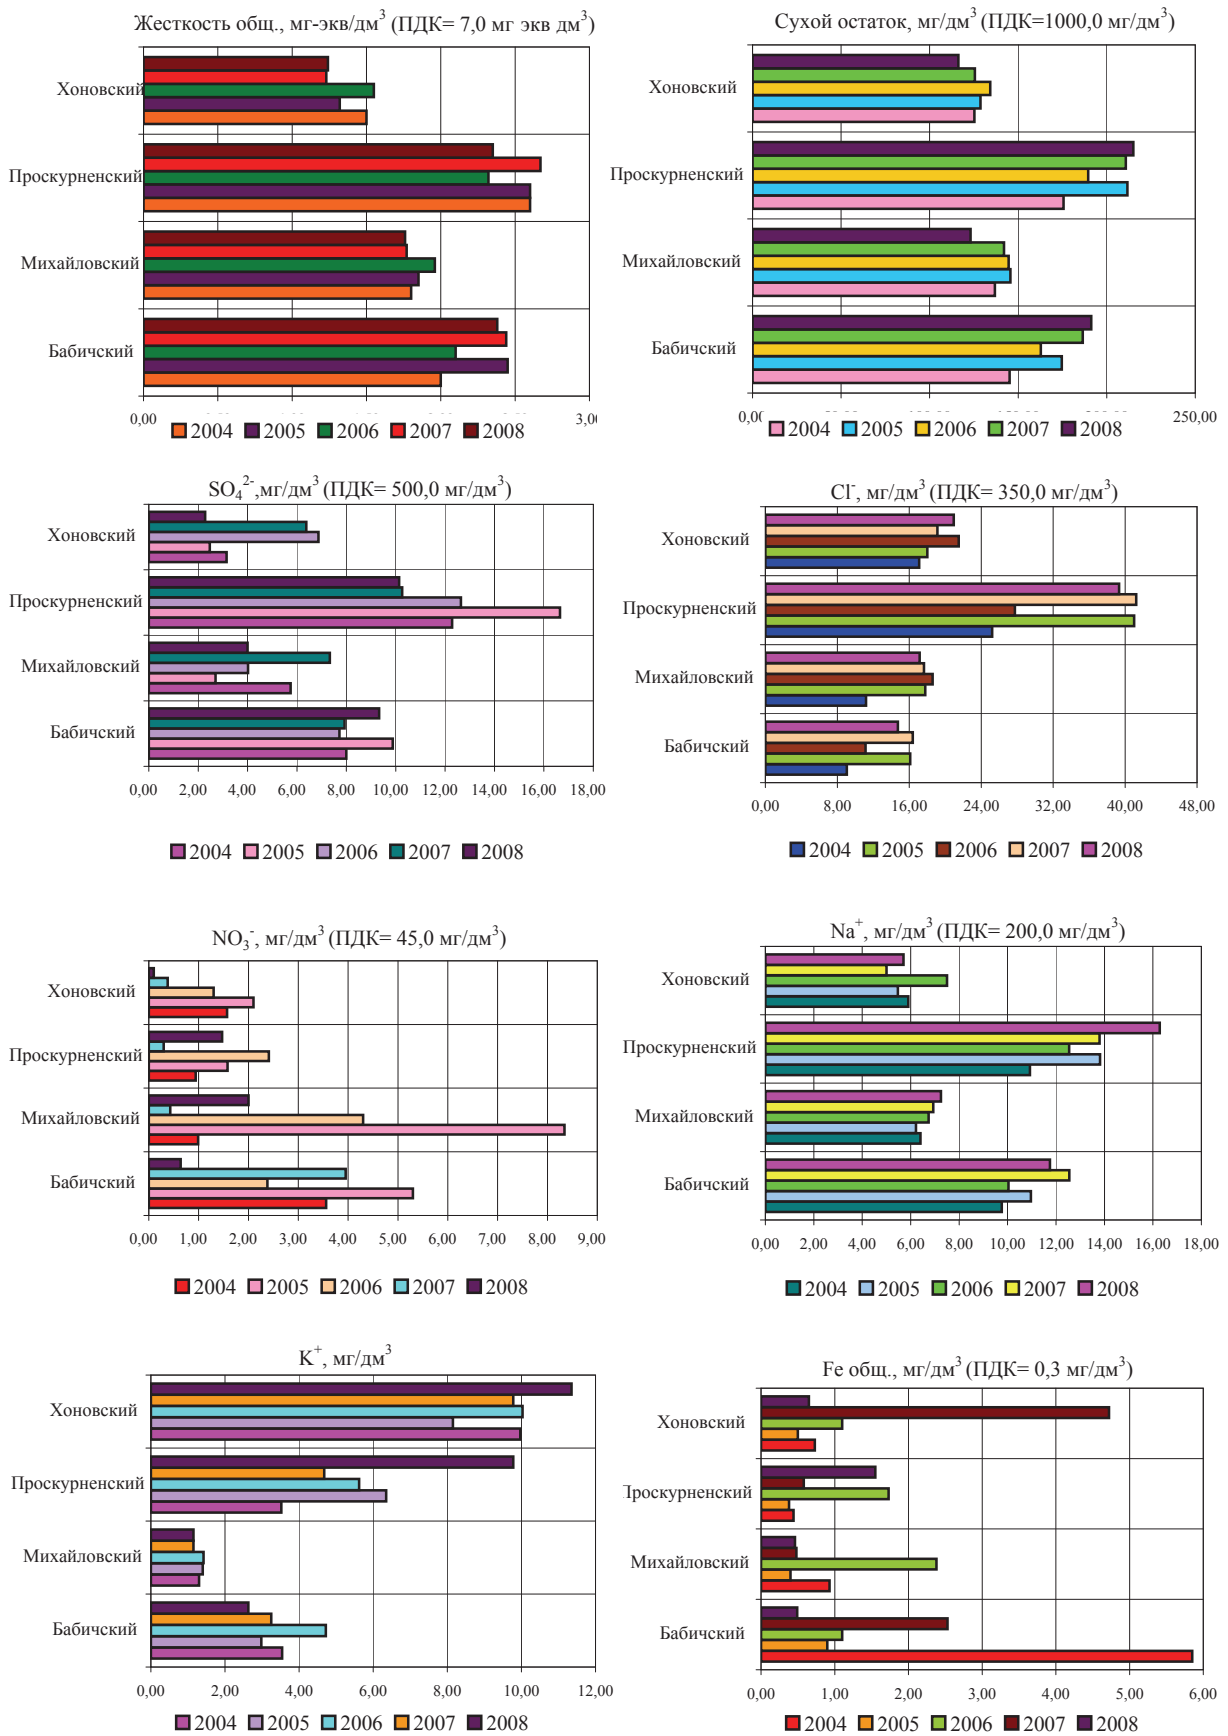 Жесткость общ., мг-экв/дм³ (ПДК= 7,0 мг экв дм³)
Хоновский
Проскурненский
Михайловский
Бабичский
0,00 3,00
2004 2005 2006 2007 2008
Сухой остаток, мг/дм³ (ПДК=1000,0 мг/дм³)
Хоновский
Проскурненский
Михайловский
Бабичский
0,00 250,00
2004 2005 2006 2007 2008
SO₄²⁻,мг/дм³ (ПДК= 500,0 мг/дм³)
Хоновский
Проскурненский
Михайловский
Бабичский
0,00 2,00 4,00 6,00 8,00 10,00 12,00 14,00 16,00 18,00
2004 2005 2006 2007 2008
Cl⁻, мг/дм³ (ПДК= 350,0 мг/дм³)
Хоновский
Проскурненский
Михайловский
Бабичский
0,00 8,00 16,00 24,00 32,00 40,00 48,00
2004 2005 2006 2007 2008
NO₃⁻, мг/дм³ (ПДК= 45,0 мг/дм³)
Хоновский
Проскурненский
Михайловский
Бабичский
0,00 1,00 2,00 3,00 4,00 5,00 6,00 7,00 8,00 9,00
2004 2005 2006 2007 2008
Na⁺, мг/дм³ (ПДК= 200,0 мг/дм³)
Хоновский
Проскурненский
Михайловский
Бабичский
0,00 2,00 4,00 6,00 8,00 10,00 12,00 14,00 16,00 18,00
2004 2005 2006 2007 2008
K⁺, мг/дм³
Хоновский
Проскурненский
Михайловский
Бабичский
0,00 2,00 4,00 6,00 8,00 10,00 12,00
2004 2005 2006 2007 2008
Fe общ., мг/дм³ (ПДК= 0,3 мг/дм³)
Хоновский
Проскурненский
Михайловский
Бабичский
0,00 1,00 2,00 3,00 4,00 5,00 6,00
2004 2005 2006 2007 2008